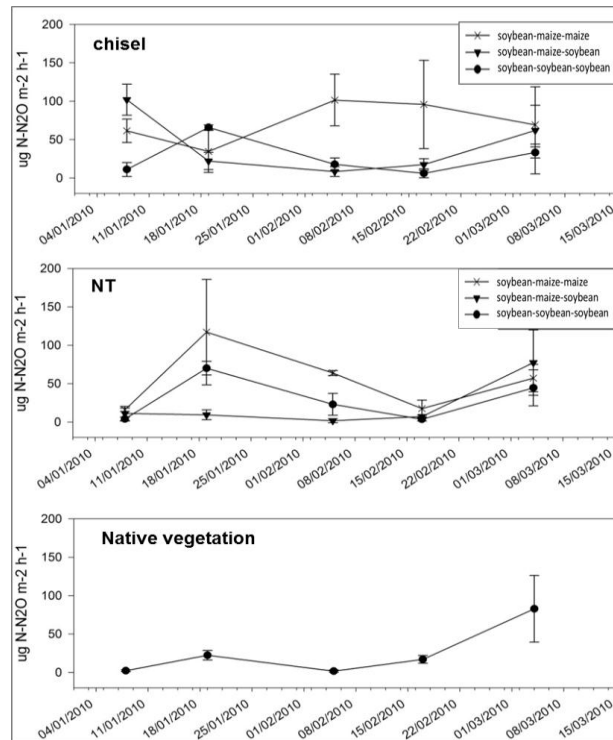 chisel
soybean-maize-maize
soybean-maize-soybean
soybean-soybean-soybean
ug N-N2O m-2 h-1
200
150
100
50
0
04/01/2010 11/01/2010 18/01/2010 25/01/2010 01/02/2010 08/02/2010 15/02/2010 22/02/2010 01/03/2010 08/03/2010 15/03/2010
NT
soybean-maize-maize
soybean-maize-soybean
soybean-soybean-soybean
ug N-N2O m-2 h-1
200
150
100
50
0
04/01/2010 11/01/2010 18/01/2010 25/01/2010 01/02/2010 08/02/2010 15/02/2010 22/02/2010 01/03/2010 08/03/2010 15/03/2010
Native vegetation
ug N-N2O m-2 h-1
200
150
100
50
0
04/01/2010 11/01/2010 18/01/2010 25/01/2010 01/02/2010 08/02/2010 15/02/2010 22/02/2010 01/03/2010 08/03/2010 15/03/2010